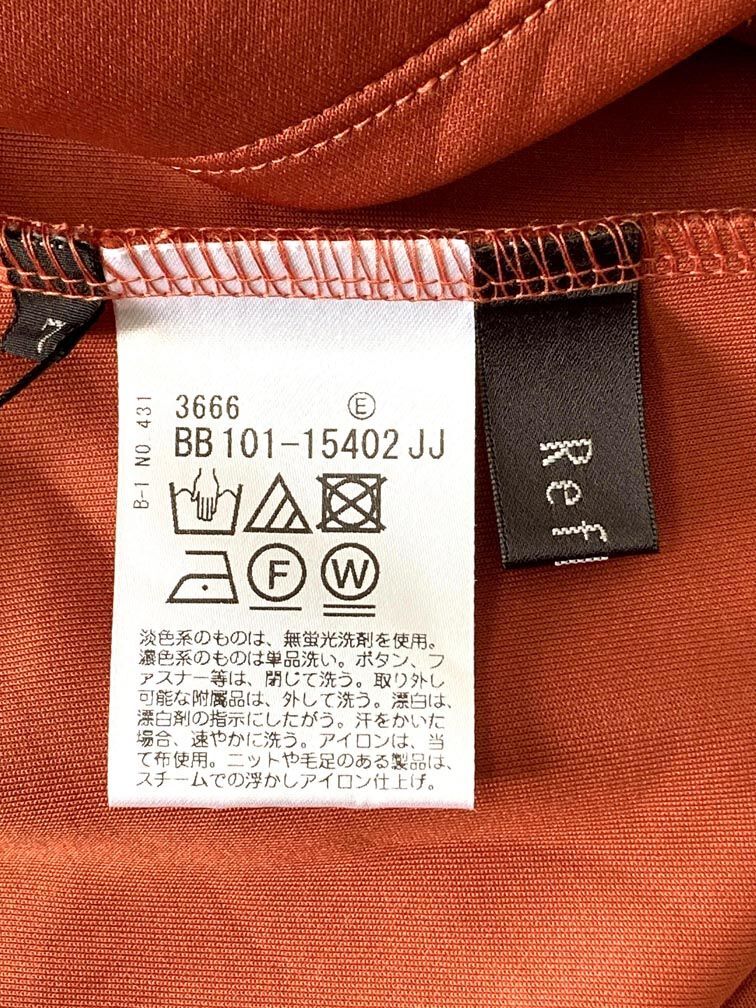 B-1 NO 431
3666 Ⓔ
BB101-15402JJ
F W
淡色系のものは、無蛍光洗剤を使用。
濃色系のものは単品洗い。ボタン、フ
ァスナー等は、閉じて洗う。取り外し
可能な附属品は、外して洗う。漂白は、
漂白剤の指示にしたがう。汗をかいた
場合、速やかに洗う。アイロンは、当
て布使用。ニットや毛足のある製品は、
スチームでの浮かしアイロン仕上げ。
Ref